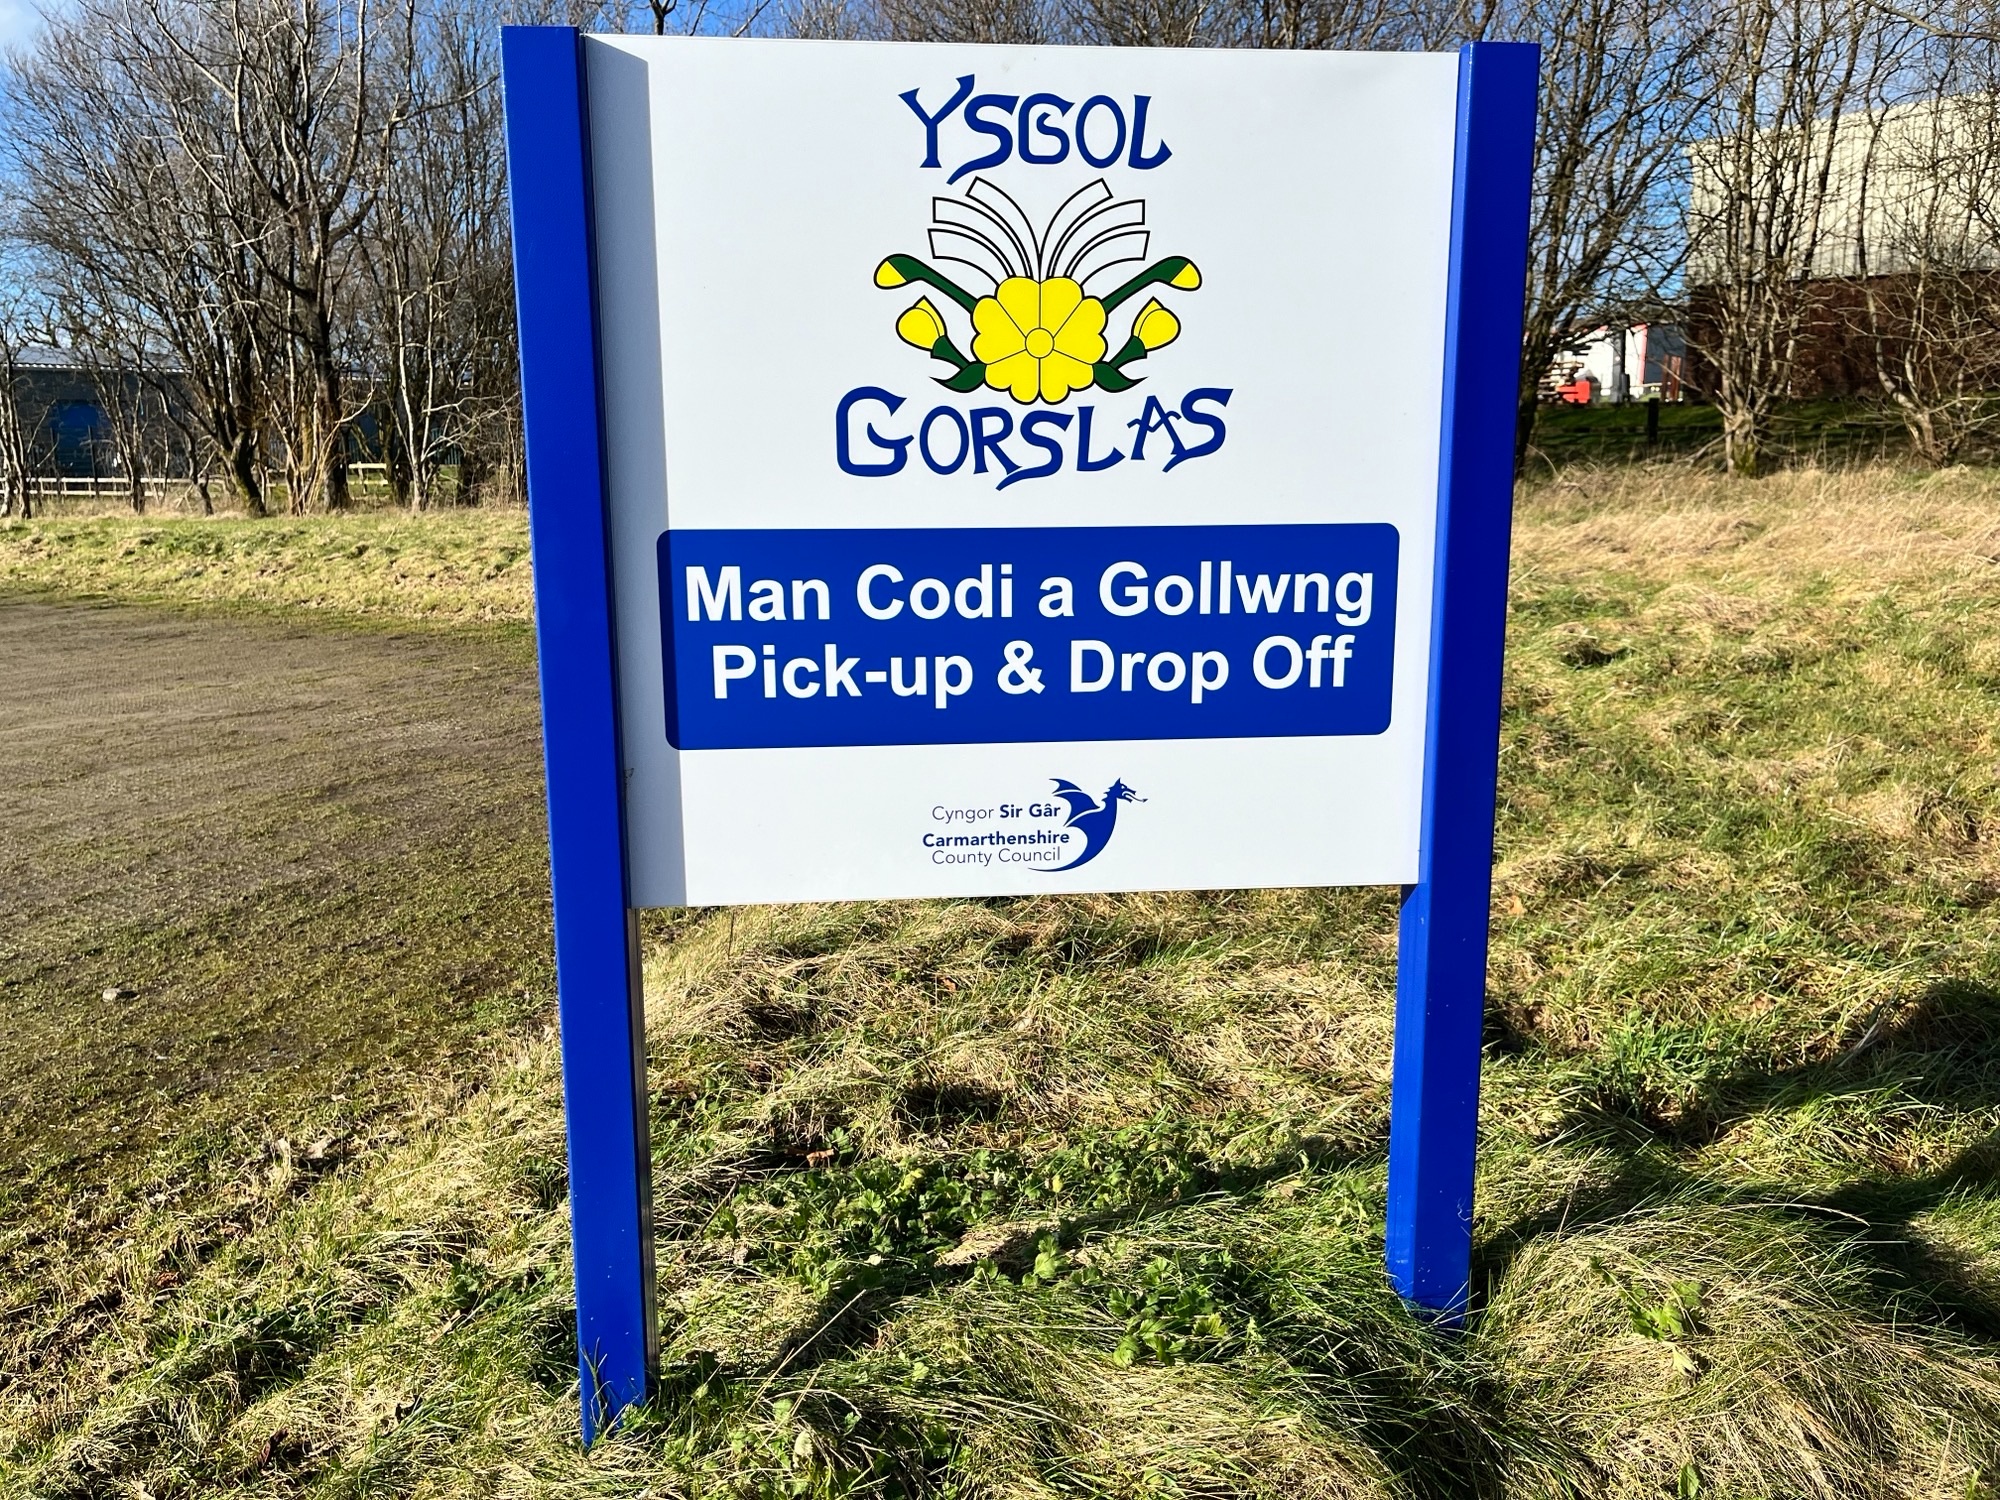 YSGOL
GORSLAS
Man Codi a Gollwng
Pick-up & Drop Off
Cyngor Sir Gâr
Carmarthenshire
County Council